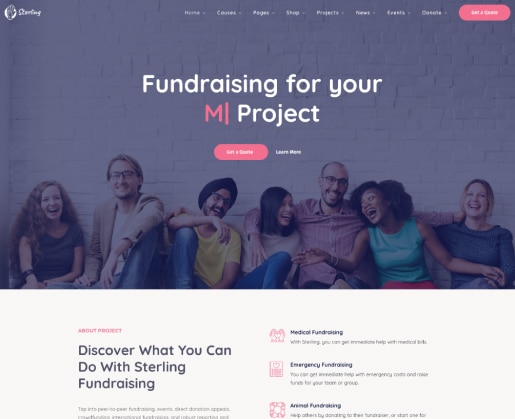 Sterling
Home Causes Pages Shop Projects News Events Donate Get a Quote
Fundraising for your
M| Project
Get a Quote Learn More
ABOUT PROJECT
Discover What You Can
Do With Sterling
Fundraising
Tap into peer-to-peer fundraising, events, direct donation appeals,
crowdfunding, international fundraisers, and robust reporting and
Medical Fundraising
With Sterling, you can get immediate help with medical bills.
Emergency Fundraising
You can get immediate help with emergency costs and raise
funds for your team or group.
Animal Fundraising
Help others by donating to their fundraiser, or start one for